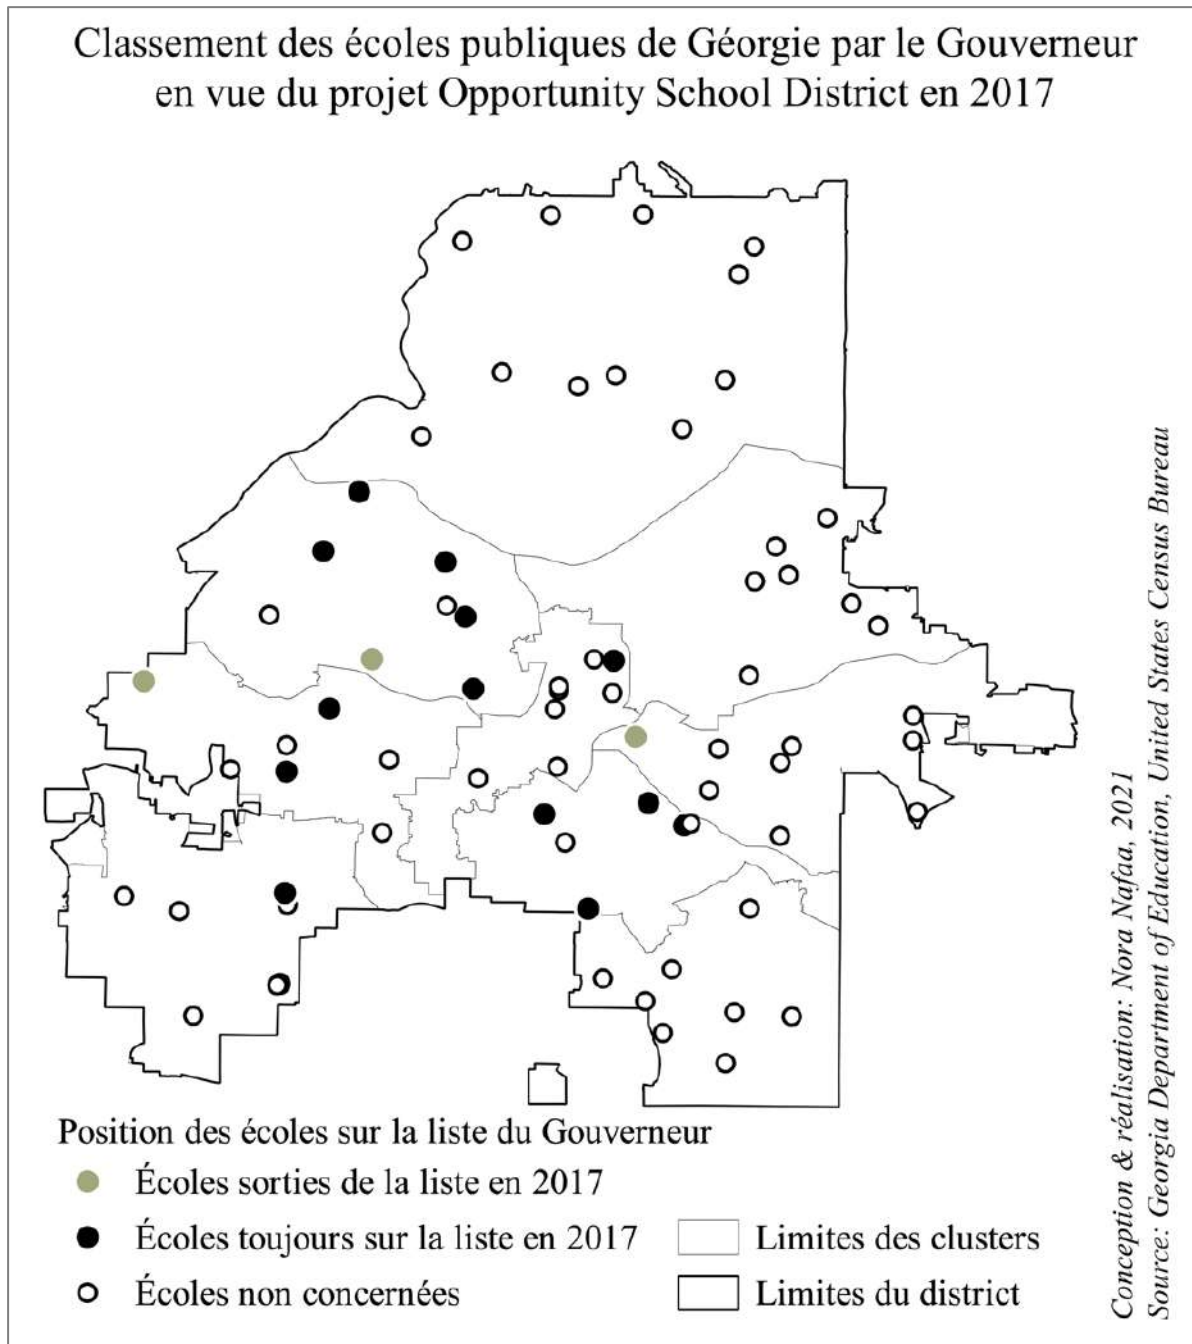 Classement des écoles publiques de Géorgie par le Gouverneur
en vue du projet Opportunity School District en 2017
Position des écoles sur la liste du Gouverneur
Écoles sorties de la liste en 2017
Écoles toujours sur la liste en 2017
Écoles non concernées
Limites des clusters
Limites du district
Conception & réalisation: Nora Nafaa, 2021
Source: Georgia Department of Education, United States Census Bureau